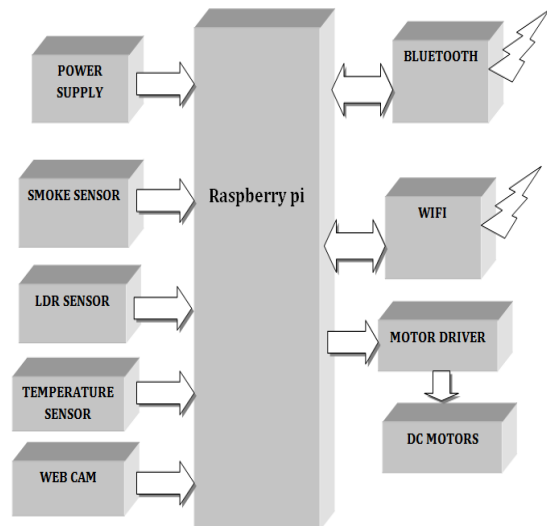 POWER
SUPPLY
SMOKE SENSOR
LDR SENSOR
TEMPERATURE
SENSOR
WEB CAM
Raspberry pi
BLUETOOTH
WIFI
MOTOR DRIVER
DC MOTORS